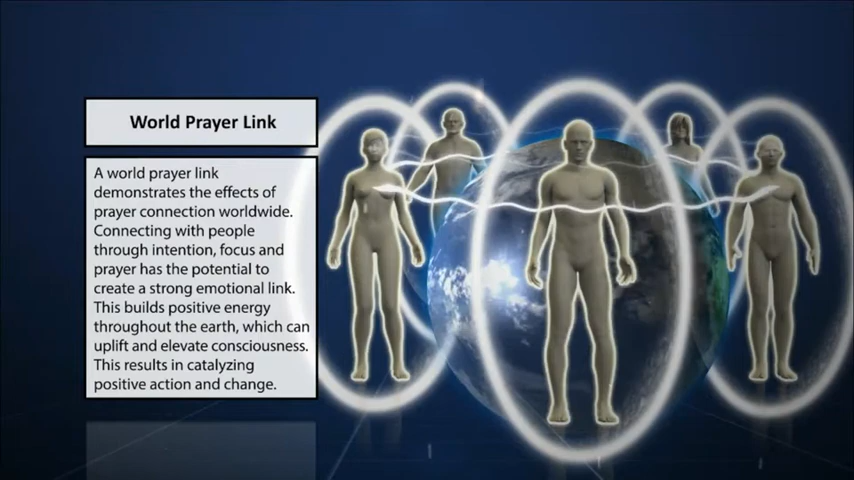 World Prayer Link
A world prayer link
demonstrates the effects of
prayer connection worldwide.
Connecting with people
through intention, focus and
prayer has the potential to
create a strong emotional link.
This builds positive energy
throughout the earth, which can
uplift and elevate consciousness.
This results in catalyzing
positive action and change.